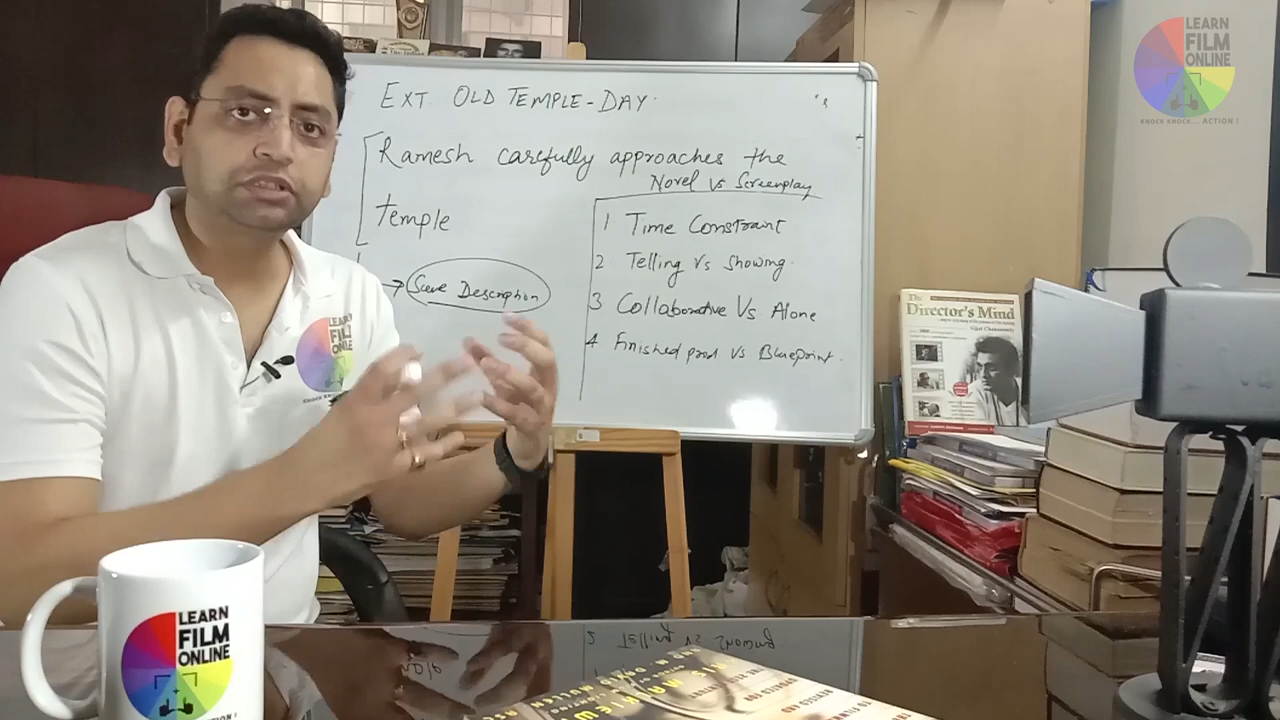 LEARN
FILM
ONLINE
KNOCK KNOCK.... ACTION !
EXT. OLD TEMPLE - DAY.
Ramesh carefully approaches the
temple
→ Scene Description
Novel vs Screenplay
1 Time Constraint
2 Telling Vs Showing.
3 Collaborative Vs Alone
4 Finished prod vs Blueprint.
LEARN
FILM
ONLINE
The
Director's Mind
LEARN
FILM
ONLINE
ACTION !